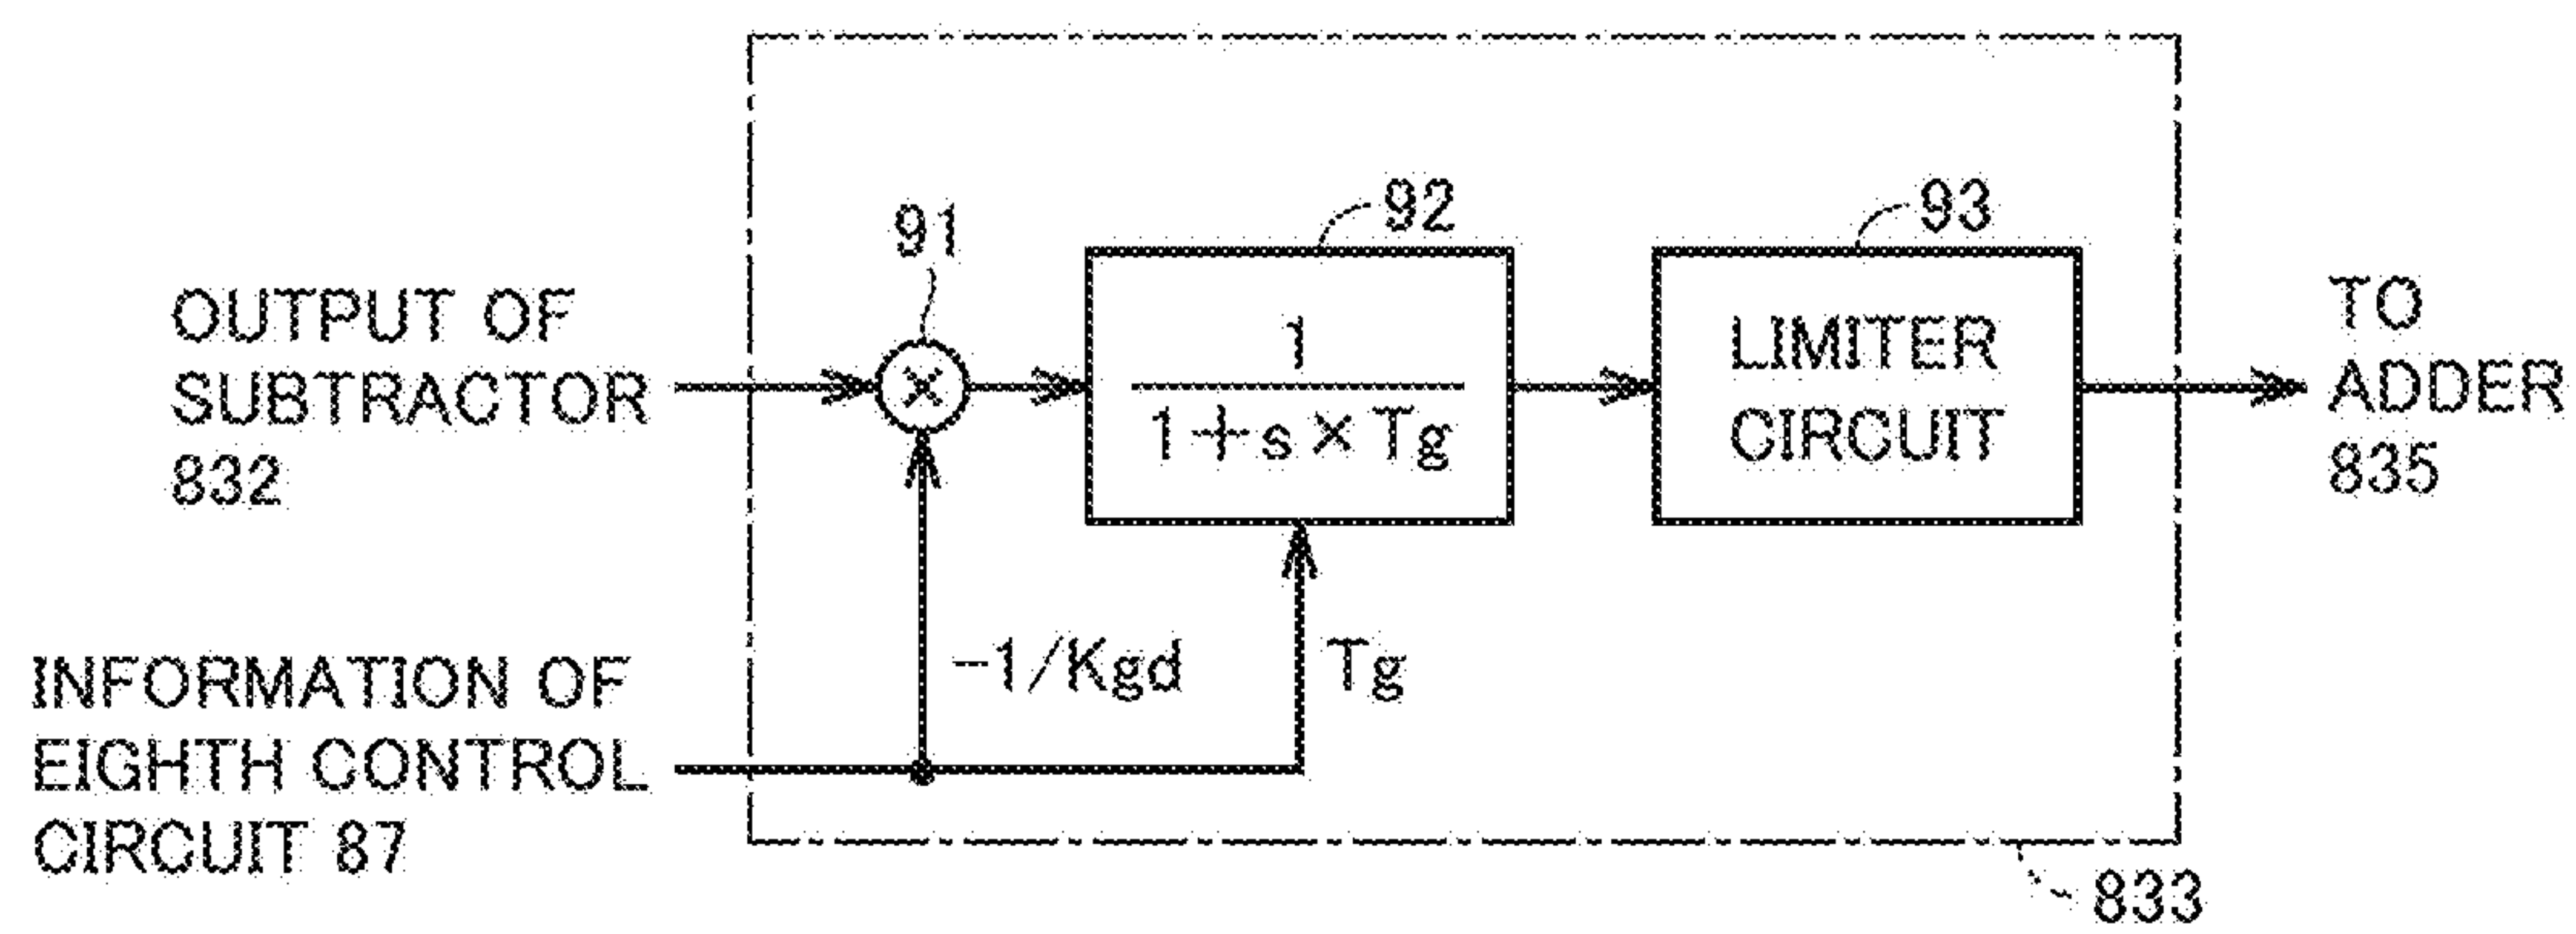 91
92
93
OUTPUT OF
SUBTRACTOR
832
×
1
1+s×Tg
LIMITER
CIRCUIT
TO
ADDER
835
-1/Kgd
Tg
INFORMATION OF
EIGHTH CONTROL
CIRCUIT 87
833